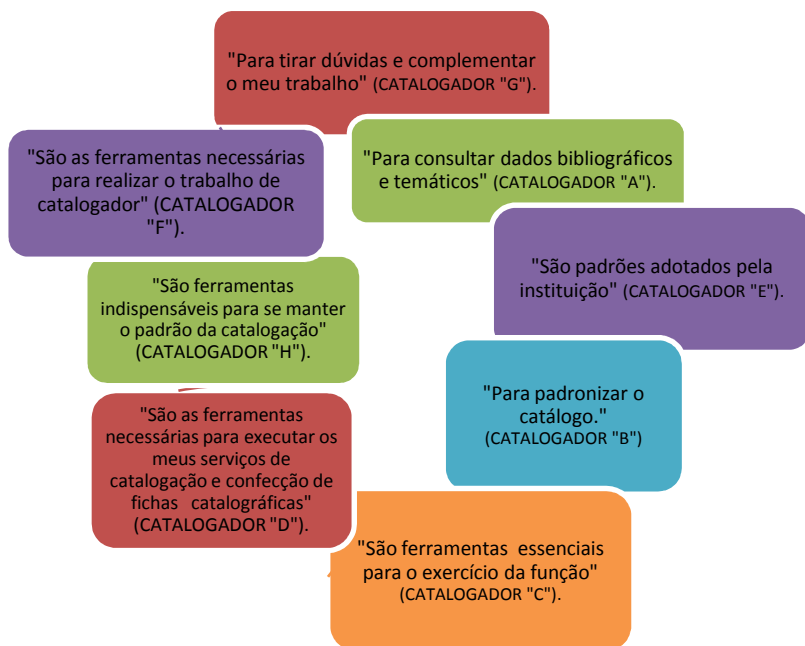 "Para tirar dúvidas e complementar
o meu trabalho" (CATALOGADOR "G").
"Para consultar dados bibliográficos
e temáticos" (CATALOGADOR "A").
"São padrões adotados pela
instituição" (CATALOGADOR "E").
"Para padronizar o
catálogo."
(CATALOGADOR "B")
"São ferramentas  essenciais
para o exercício da função"
(CATALOGADOR "C").
"São as ferramentas
necessárias para executar os
meus serviços de
catalogação e confecção de
fichas  catalográficas"
(CATALOGADOR "D").
"São ferramentas
indispensáveis para se manter
o padrão da catalogação"
(CATALOGADOR "H").
"São as ferramentas necessárias
para realizar o trabalho de
catalogador" (CATALOGADOR
"F").